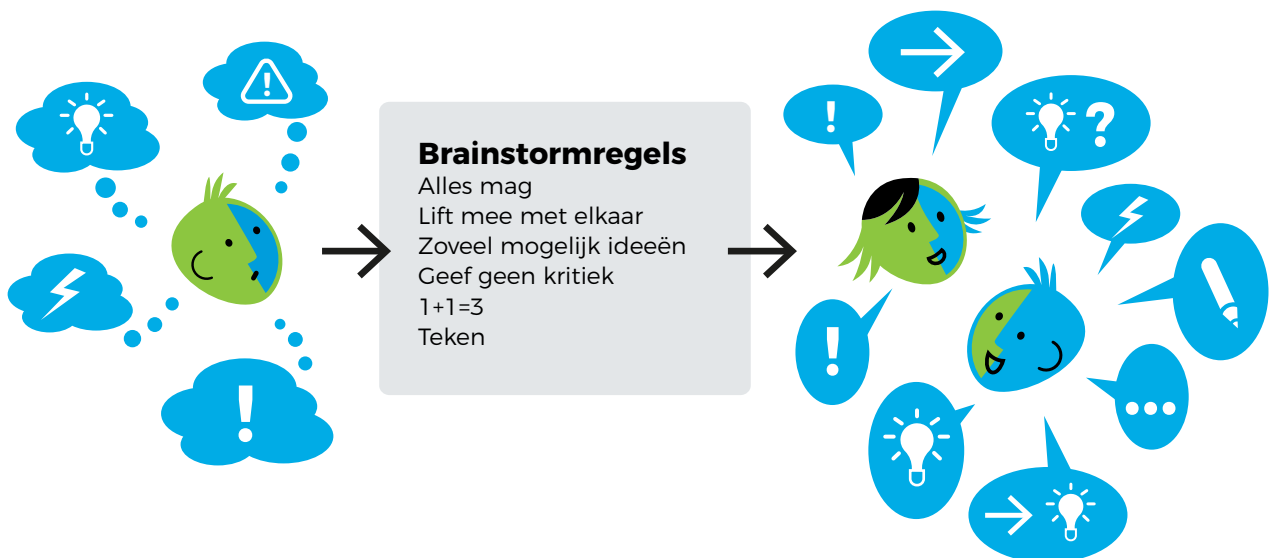 Brainstormregels
Alles mag
Lift mee met elkaar
Zoveel mogelijk ideeën
Geef geen kritiek
1+1=3
Teken